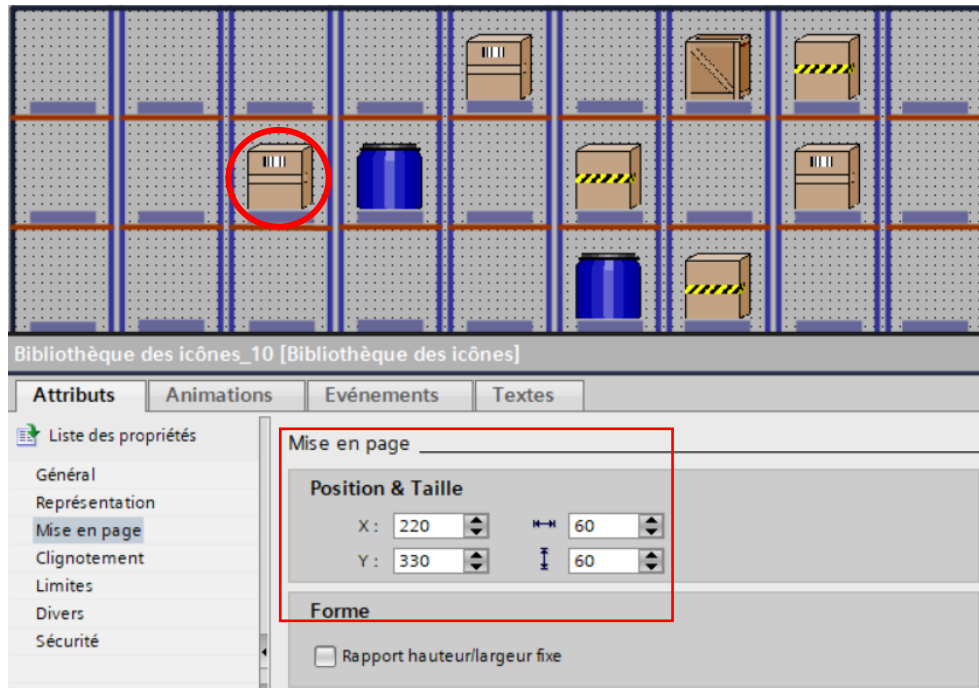 Bibliothèque des icônes_10 [Bibliothèque des icônes]
Attributs Animations Evénements Textes
Liste des propriétés
Général
Représentation
Mise en page
Clignotement
Limites
Divers
Sécurité
Mise en page
Position & Taille
X : 220 60
Y : 330 60
Forme
Rapport hauteur/largeur fixe